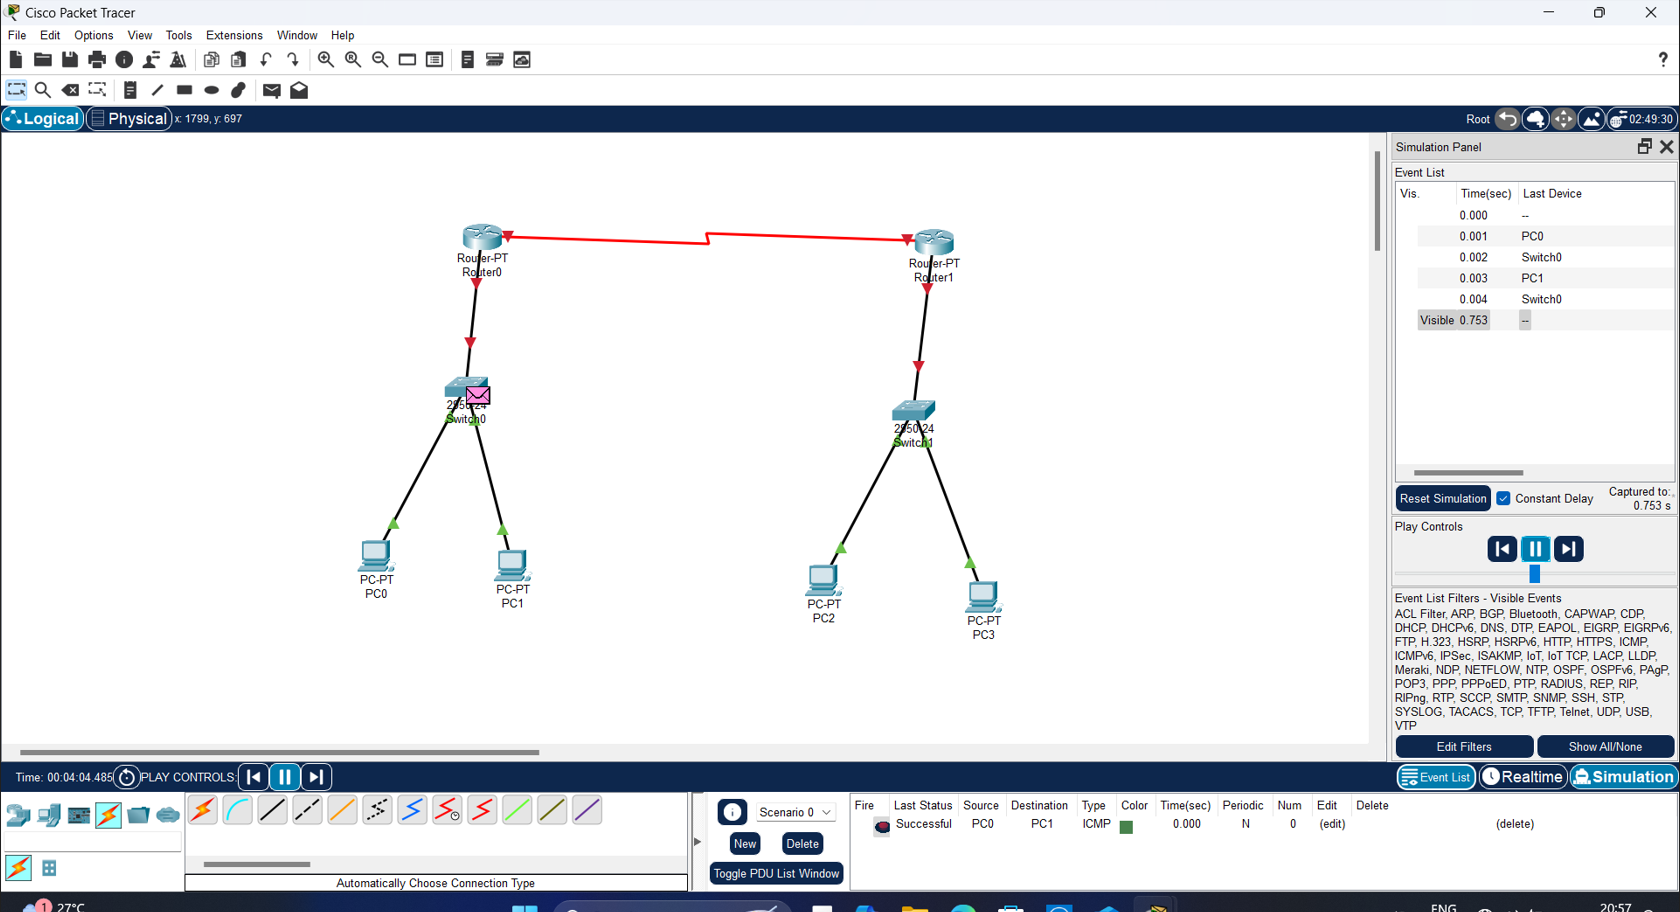 Cisco Packet Tracer
File Edit Options View Tools Extensions Window Help
?
Logical Physical x: 1799, y: 697 Root 02:49:30
Router-PT
Router0
Router-PT
Router1
2950-24
Switch0
2950-24
Switch1
PC-PT
PC0
PC-PT
PC1
PC-PT
PC2
PC-PT
PC3
Simulation Panel
Event List
Vis. Time(sec) Last Device
0.000 --
0.001 PC0
0.002 Switch0
0.003 PC1
0.004 Switch0
Visible 0.753 --
Reset Simulation Constant Delay Captured to:
0.753 s
Play Controls
Event List Filters - Visible Events
ACL Filter, ARP, BGP, Bluetooth, CAPWAP, CDP,
DHCP, DHCPv6, DNS, DTP, EAPOL, EIGRP, EIGRPv6,
FTP, H.323, HSRP, HSRPv6, HTTP, HTTPS, ICMP,
ICMPv6, IPSec, ISAKMP, IoT, IoT TCP, LACP, LLDP,
Meraki, NDP, NETFLOW, NTP, OSPF, OSPFv6, PAgP,
POP3, PPP, PPPoED, PTP, RADIUS, REP, RIP,
RIPng, RTP, SCCP, SMTP, SNMP, SSH, STP,
SYSLOG, TACACS, TCP, TFTP, Telnet, UDP, USB,
VTP
Edit Filters Show All/None
Time: 00:04:04.485 PLAY CONTROLS: Event List Realtime Simulation
Scenario 0
New Delete
Toggle PDU List Window
Fire Last Status Source Destination Type Color Time(sec) Periodic Num Edit Delete
Successful PC0 PC1 ICMP 0.000 N 0 (edit) (delete)
Automatically Choose Connection Type
1 27°C ENG 20:57